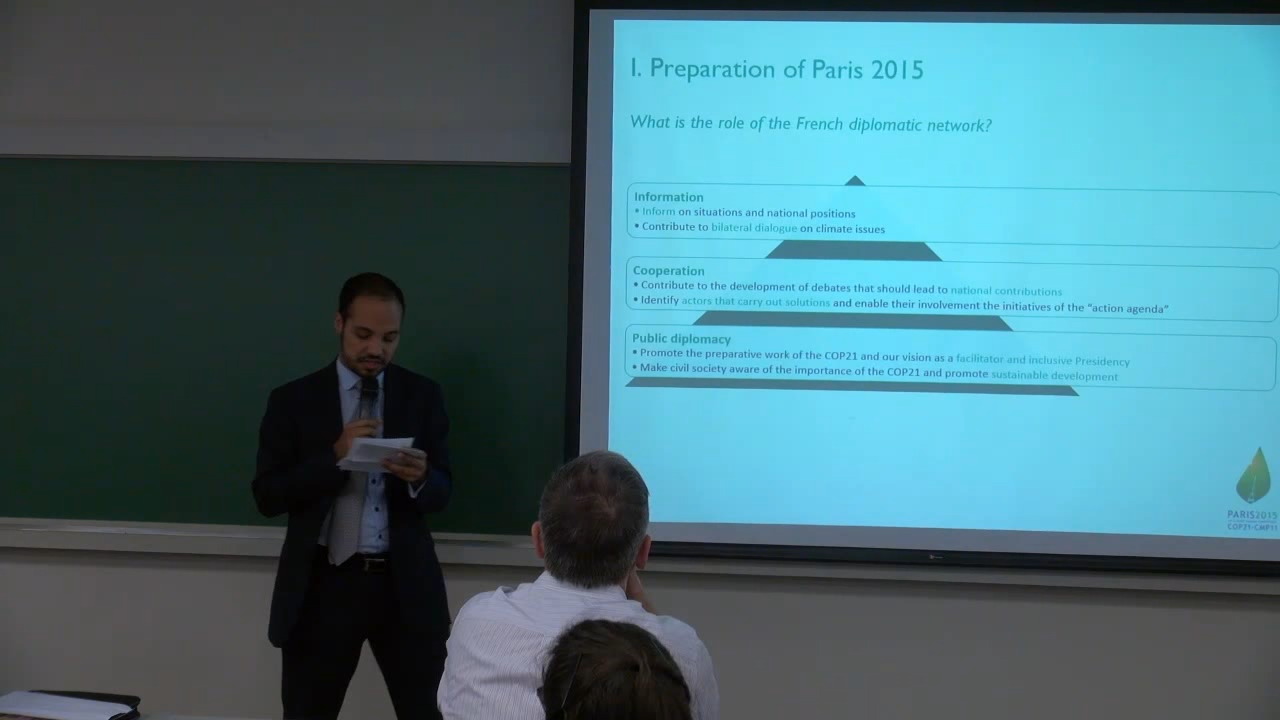 I. Preparation of Paris 2015
What is the role of the French diplomatic network?
Information
• Inform on situations and national positions
• Contribute to bilateral dialogue on climate issues
Cooperation
• Contribute to the development of debates that should lead to national contributions
• Identify actors that carry out solutions and enable their involvement the initiatives of the "action agenda"
Public diplomacy
• Promote the preparative work of the COP21 and our vision as a facilitator and inclusive Presidency
• Make civil society aware of the importance of the COP21 and promote sustainable development
PARIS2015
COP21·CMP11